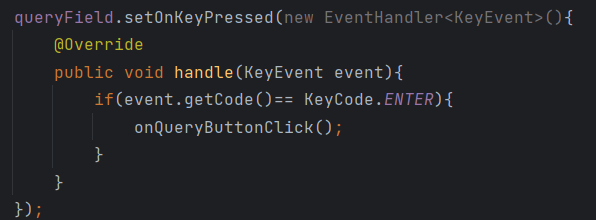 queryField.setOnKeyPressed(new EventHandler<KeyEvent>(){
    @Override
    public void handle(KeyEvent event){
        if(event.getCode()== KeyCode.ENTER){
            onQueryButtonClick();
        }
    }
});